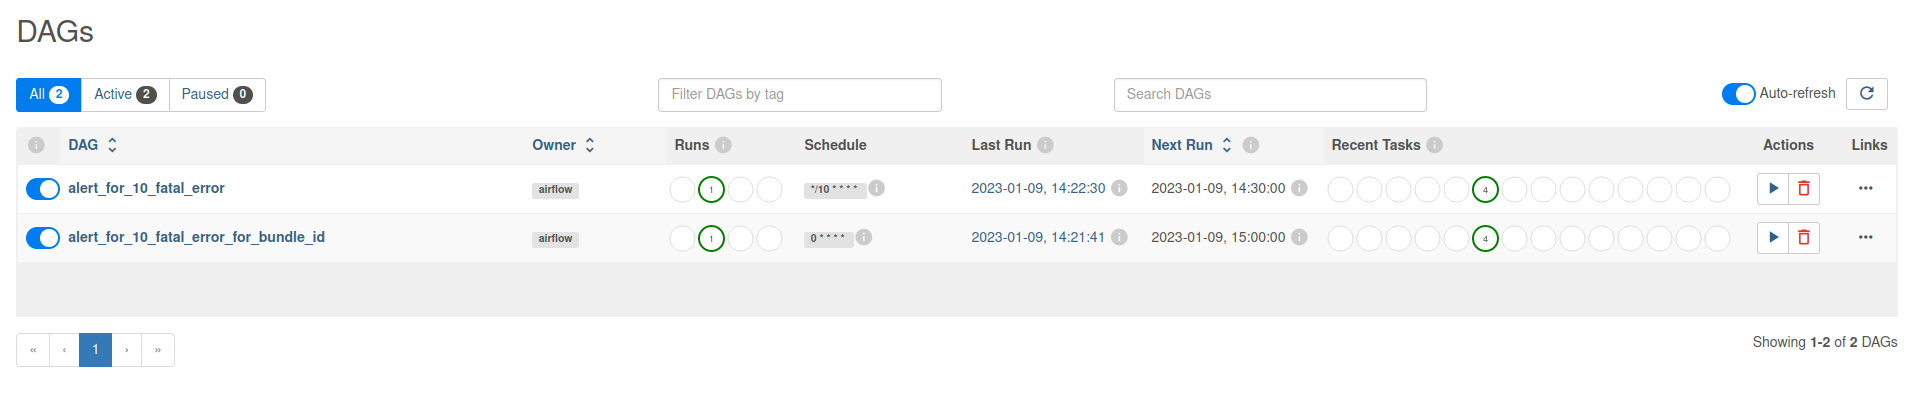 DAGs
All 2 Active 2 Paused 0 Filter DAGs by tag Search DAGs Auto-refresh
i DAG Owner Runs i Schedule Last Run i Next Run i Recent Tasks i Actions Links
alert_for_10_fatal_error airflow 1 */10 * * * * i 2023-01-09, 14:22:30 i 2023-01-09, 14:30:00 i 4
alert_for_10_fatal_error_for_bundle_id airflow 1 0 * * * * i 2023-01-09, 14:21:41 i 2023-01-09, 15:00:00 i 4
« ‹ 1 › » Showing 1-2 of 2 DAGs